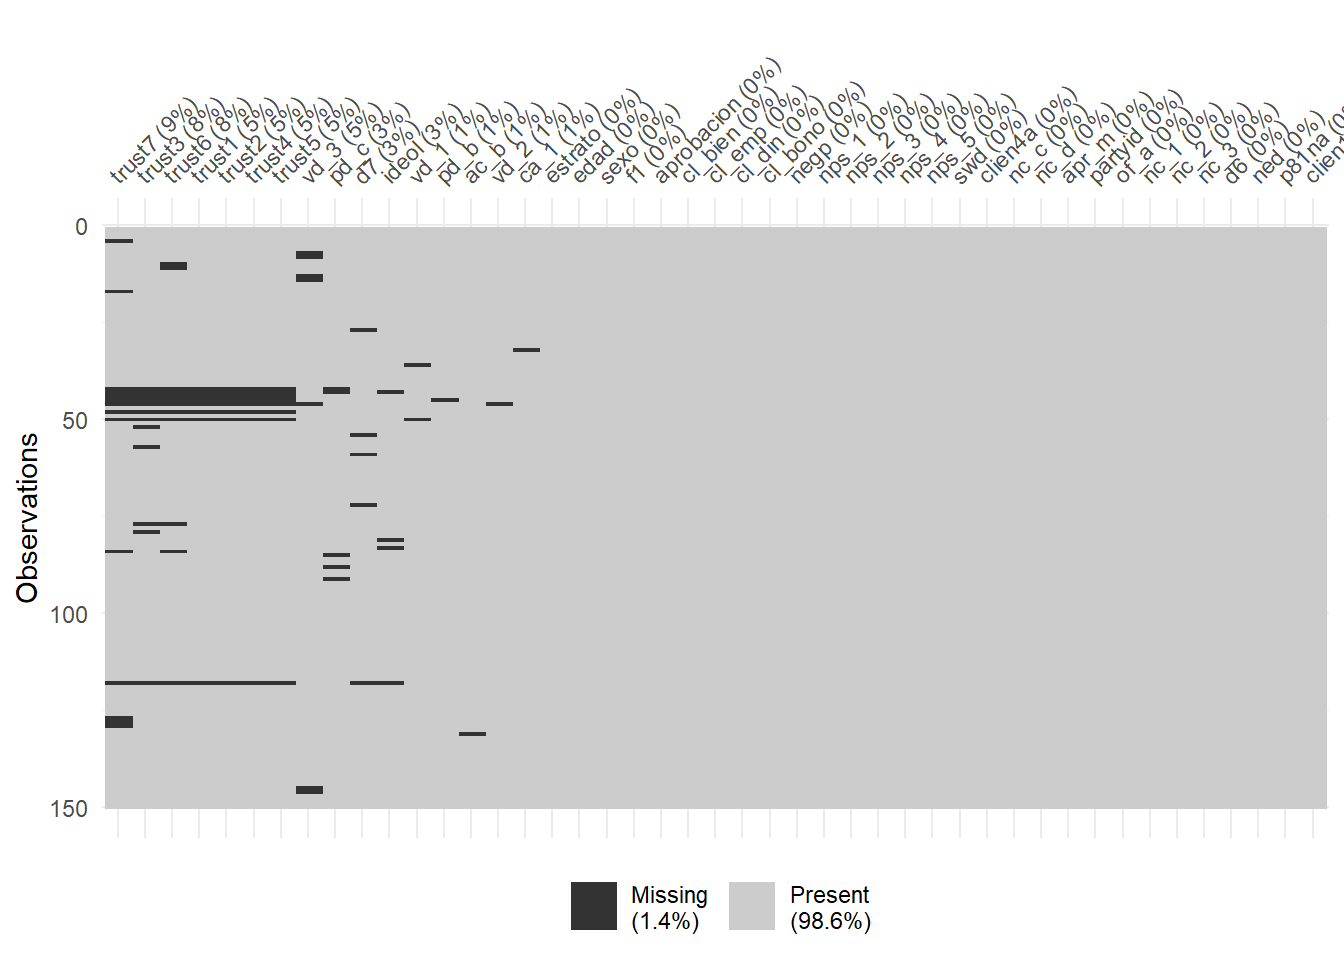 trust7 (9%)
trust3 (8%)
trust6 (8%)
trust1 (5%)
trust2 (5%)
trust4 (5%)
trust5 (5%)
vd_3 (5%)
pd_c (3%)
d7 (3%)
ideol (3%)
vd_1 (1%)
pd_b (1%)
ac_b (1%)
vd_2 (1%)
ca_1 (1%)
estrato (0%)
edad (0%)
sexo (0%)
f1 (0%)
aprobacion (0%)
cl_bien (0%)
cl_emp (0%)
cl_din (0%)
cl_bono (0%)
negp (0%)
nps_1 (0%)
nps_2 (0%)
nps_3 (0%)
nps_4 (0%)
nps_5 (0%)
swd (0%)
clien4a (0%)
nc_c (0%)
nc_d (0%)
apr_m (0%)
partyid (0%)
of_a (0%)
nc_1 (0%)
nc_2 (0%)
nc_3 (0%)
d6 (0%)
ned (0%)
p81na (0
clien1
0
50
100
150
Observations
Missing
(1.4%)
Present
(98.6%)